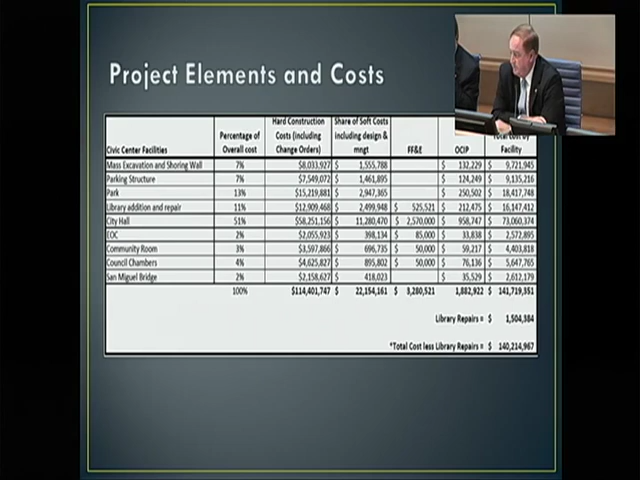 Project Elements and Costs
Civic Center Facilities Percentage of Overall cost Hard Construction Costs (including Change Orders) Share of Soft Costs including design & mngt FF&E OCIP Total Cost by Facility
Mass Excavation and Shoring Wall 7% $8,033,927 $ 1,555,788 $ 132,229 $ 9,721,945
Parking Structure 7% $7,549,072 $ 1,461,895 $ 124,249 $ 9,135,216
Park 13% $15,219,881 $ 2,947,365 $ 250,502 $ 18,417,748
Library addition and repair 11% $12,909,468 $ 2,499,948 $ 525,521 $ 212,475 $ 16,147,412
City Hall 51% $58,251,156 $ 11,280,470 $ 2,570,000 $ 958,747 $ 73,060,374
EOC 2% $2,055,923 $ 398,134 $ 85,000 $ 33,838 $ 2,572,895
Community Room 3% $3,597,866 $ 696,735 $ 50,000 $ 59,217 $ 4,403,818
Council Chambers 4% $4,625,827 $ 895,802 $ 50,000 $ 76,136 $ 5,647,765
San Miguel Bridge 2% $2,158,627 $ 418,023 $ 35,529 $ 2,612,179
100% $114,401,747 $ 22,154,161 $ 3,280,521 1,882,922 $ 141,719,351
Library Repairs = $ 1,504,384
*Total Cost less Library Repairs = $ 140,214,967